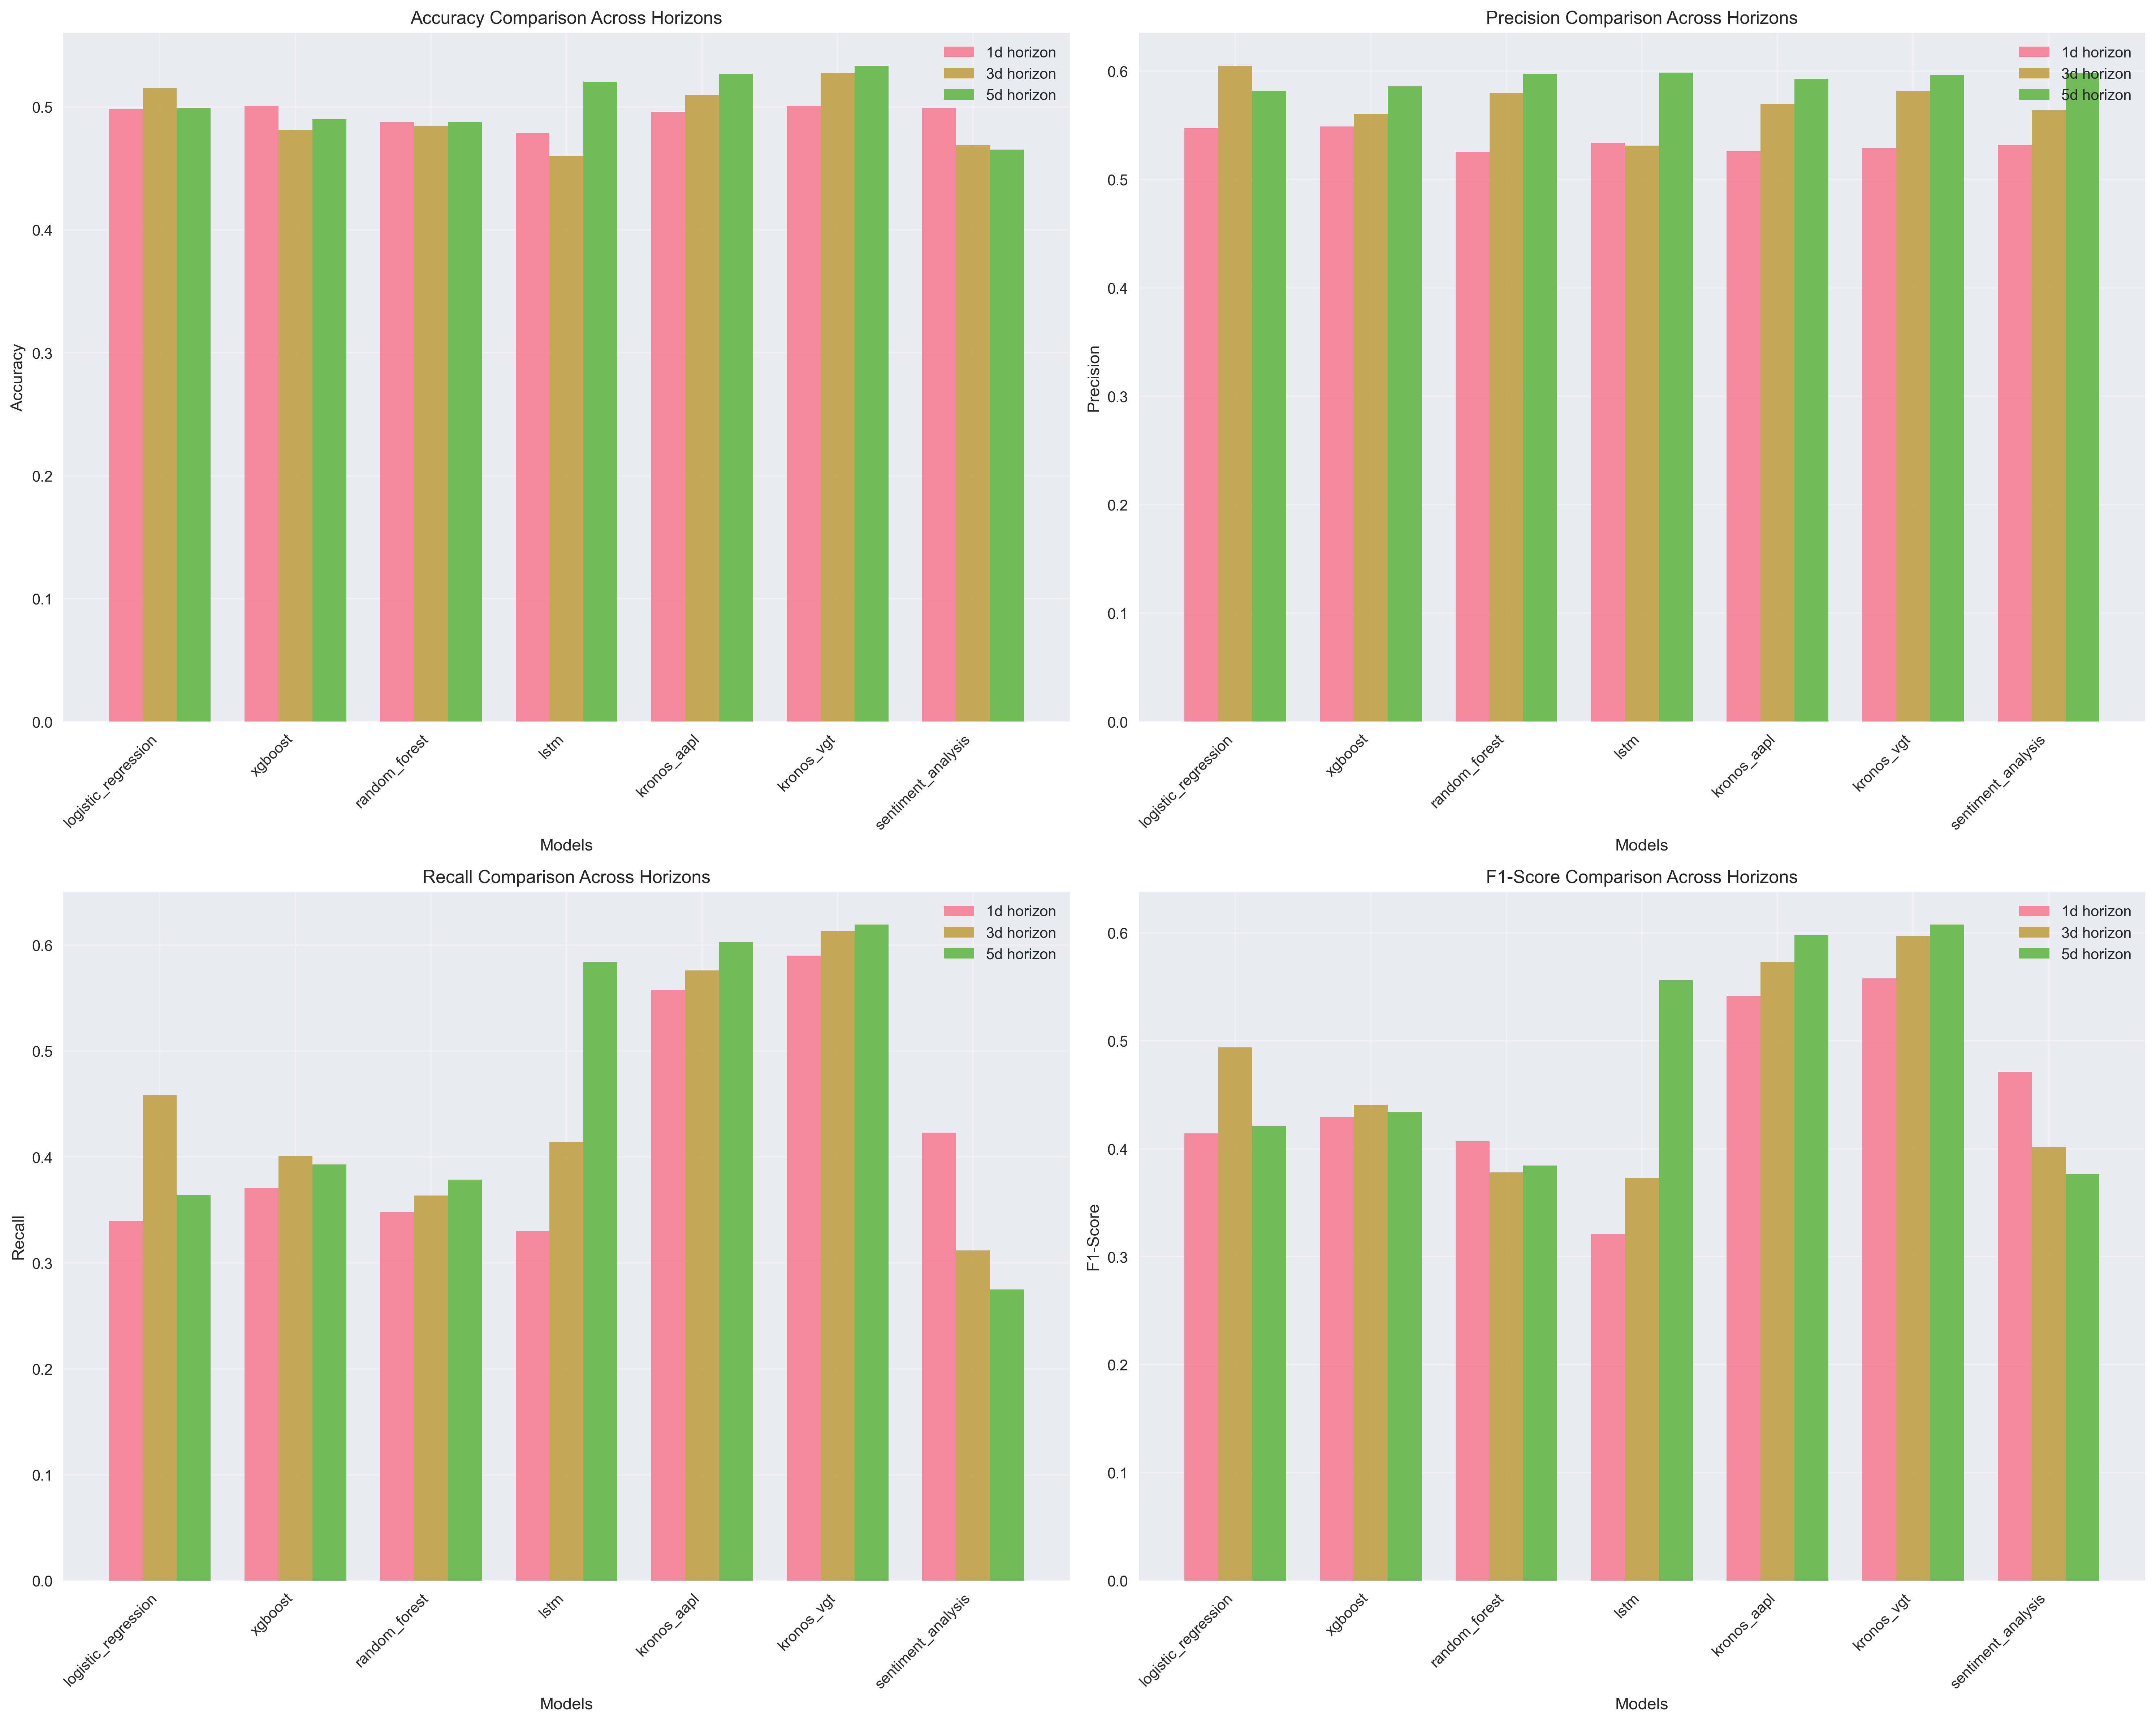 Accuracy Comparison Across Horizons
1d horizon
3d horizon
5d horizon
Accuracy
0.5
0.4
0.3
0.2
0.1
0.0
logistic_regression
xgboost
random_forest
lstm
kronos_aapl
kronos_vgt
sentiment_analysis
Models
Precision Comparison Across Horizons
1d horizon
3d horizon
5d horizon
Precision
0.6
0.5
0.4
0.3
0.2
0.1
0.0
logistic_regression
xgboost
random_forest
lstm
kronos_aapl
kronos_vgt
sentiment_analysis
Models
Recall Comparison Across Horizons
1d horizon
3d horizon
5d horizon
Recall
0.6
0.5
0.4
0.3
0.2
0.1
0.0
logistic_regression
xgboost
random_forest
lstm
kronos_aapl
kronos_vgt
sentiment_analysis
Models
F1-Score Comparison Across Horizons
1d horizon
3d horizon
5d horizon
F1-Score
0.6
0.5
0.4
0.3
0.2
0.1
0.0
logistic_regression
xgboost
random_forest
lstm
kronos_aapl
kronos_vgt
sentiment_analysis
Models